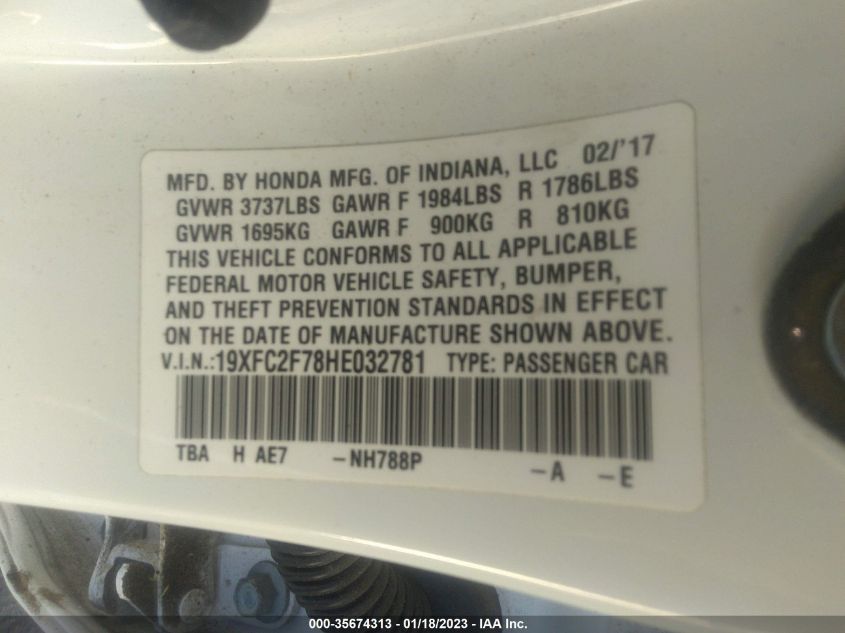 MFD. BY HONDA MFG. OF INDIANA, LLC 02/'17
GVWR 3737LBS GAWR F 1984LBS R 1786LBS
GVWR 1695KG GAWR F 900KG R 810KG
THIS VEHICLE CONFORMS TO ALL APPLICABLE
FEDERAL MOTOR VEHICLE SAFETY, BUMPER,
AND THEFT PREVENTION STANDARDS IN EFFECT
ON THE DATE OF MANUFACTURE SHOWN ABOVE.
V.I.N.:19XFC2F78HE032781 TYPE: PASSENGER CAR
TBA H AE7 -NH788P -A -E
000-35674313 — 01/18/2023 — © IAA Inc.